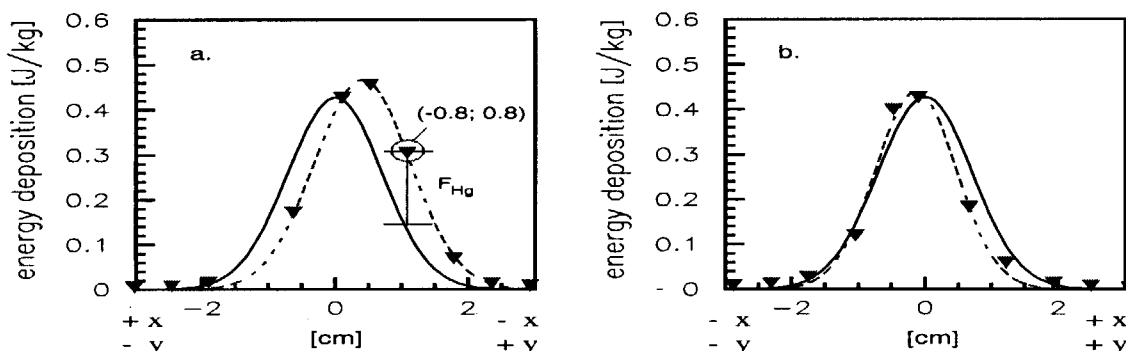 energy deposition [J/kg]
0.6
0.5
0.4
0.3
0.2
0.1
0
a.
(-0.8; 0.8)
F_Hg
-2 0 2
+ x - x
- y + y
[cm]
energy deposition [J/kg]
0.6
0.5
0.4
0.3
0.2
0.1
0
b.
-2 0 2
- x + x
- y + y
[cm]